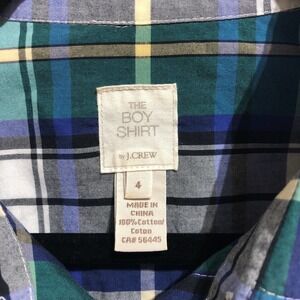 THE
BOY
SHIRT
by J.CREW
4
MADE IN
CHINA
100% Cotton/
Coton
CA# 56445